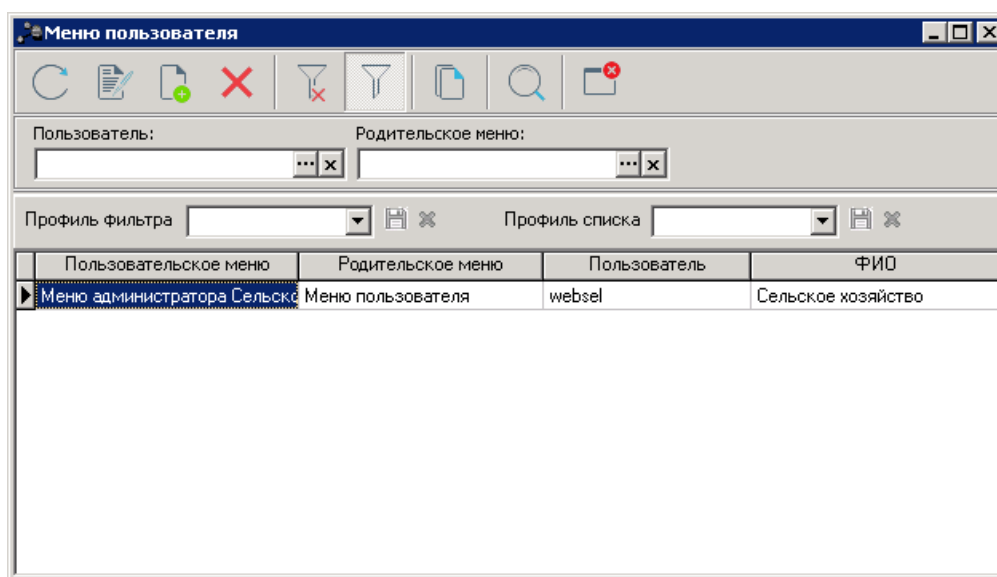 Меню пользователя
Пользователь: Родительское меню:
Профиль фильтра Профиль списка
Пользовательское меню Родительское меню Пользователь ФИО
Меню администратора Сельско Меню пользователя websel Сельское хозяйство